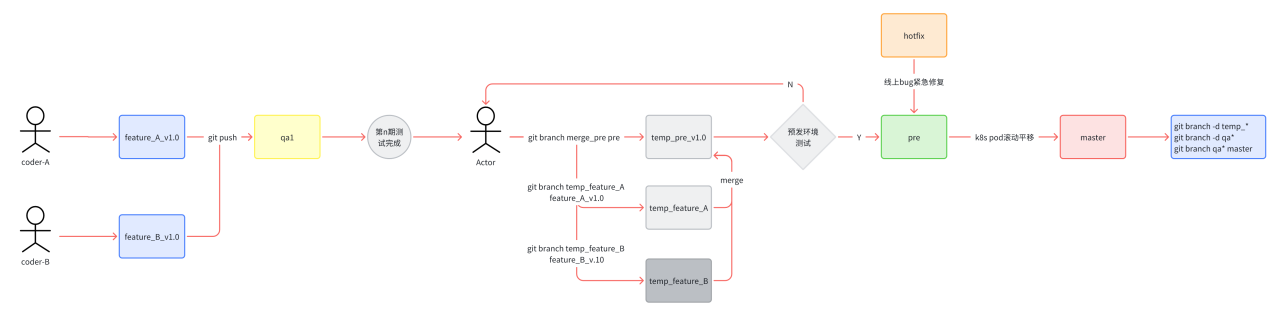 hotfix
线上bug紧急修复
N
coder-A
feature_A_v1.0
git push
qa1
第n期测
试完成
Actor
git branch merge_pre pre
temp_pre_v1.0
预发环境
测试
Y
pre
k8s pod滚动平移
master
git branch -d temp_*
git branch -d qa*
git branch qa* master
merge
git branch temp_feature_A
feature_A_v1.0
temp_feature_A
coder-B
feature_B_v1.0
git branch temp_feature_B
feature_B_v.10
temp_feature_B